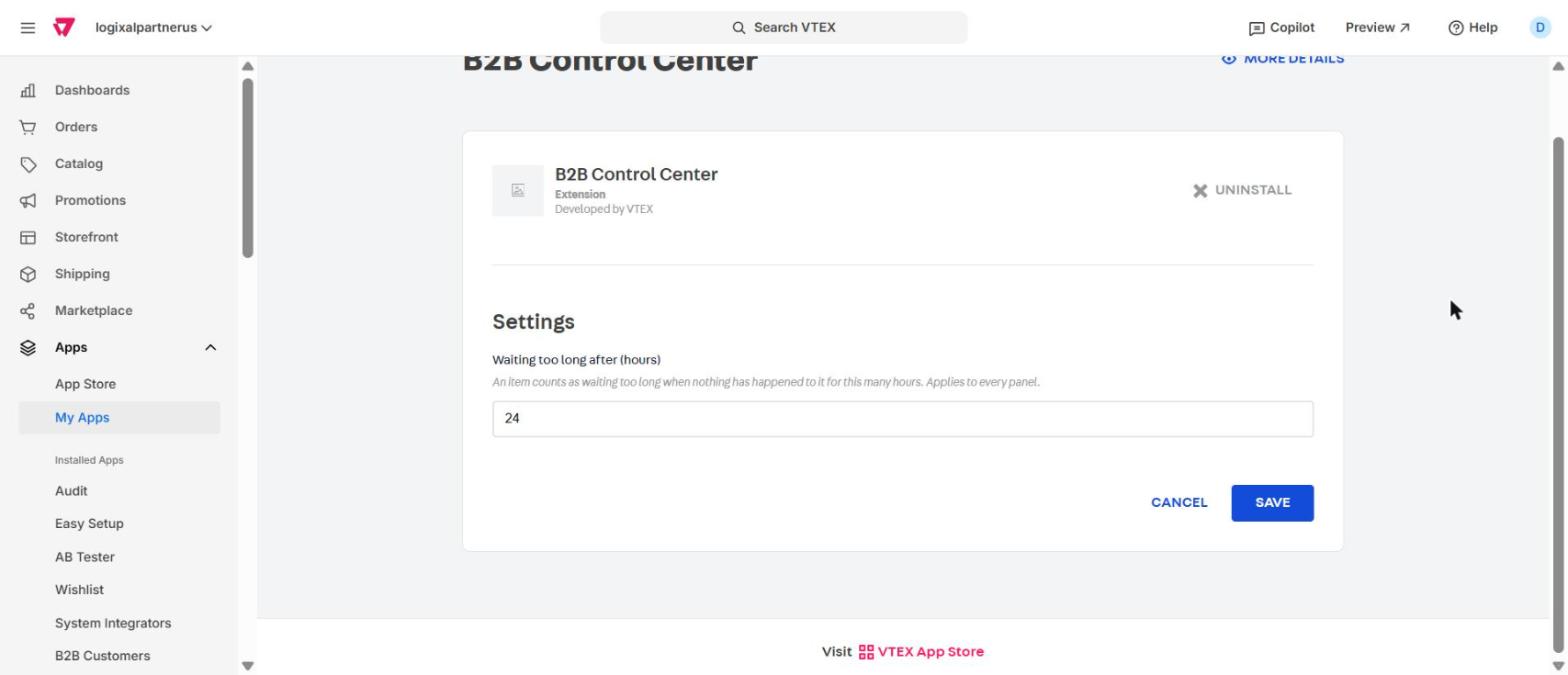 logixalpartnerus
Search VTEX
Copilot
Preview
Help
D
Dashboards
Orders
Catalog
Promotions
Storefront
Shipping
Marketplace
Apps
App Store
My Apps
Installed Apps
Audit
Easy Setup
AB Tester
Wishlist
System Integrators
B2B Customers
B2B Control Center
MORE DETAILS
B2B Control Center
Extension
Developed by VTEX
UNINSTALL
Settings
Waiting too long after (hours)
An item counts as waiting too long when nothing has happened to it for this many hours. Applies to every panel.
24
CANCEL
SAVE
Visit VTEX App Store